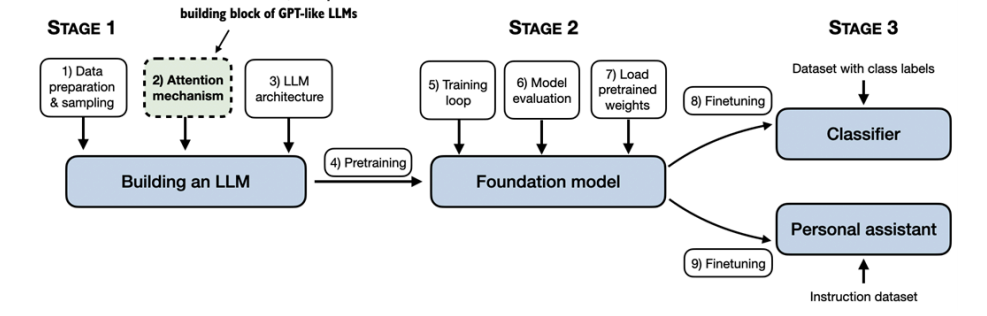 building block of GPT-like LLMs
STAGE 1
STAGE 2
STAGE 3
1) Data
preparation
& sampling
2) Attention
mechanism
3) LLM
architecture
Building an LLM
4) Pretraining
5) Training
loop
6) Model
evaluation
7) Load
pretrained
weights
Foundation model
8) Finetuning
Dataset with class labels
Classifier
9) Finetuning
Personal assistant
Instruction dataset